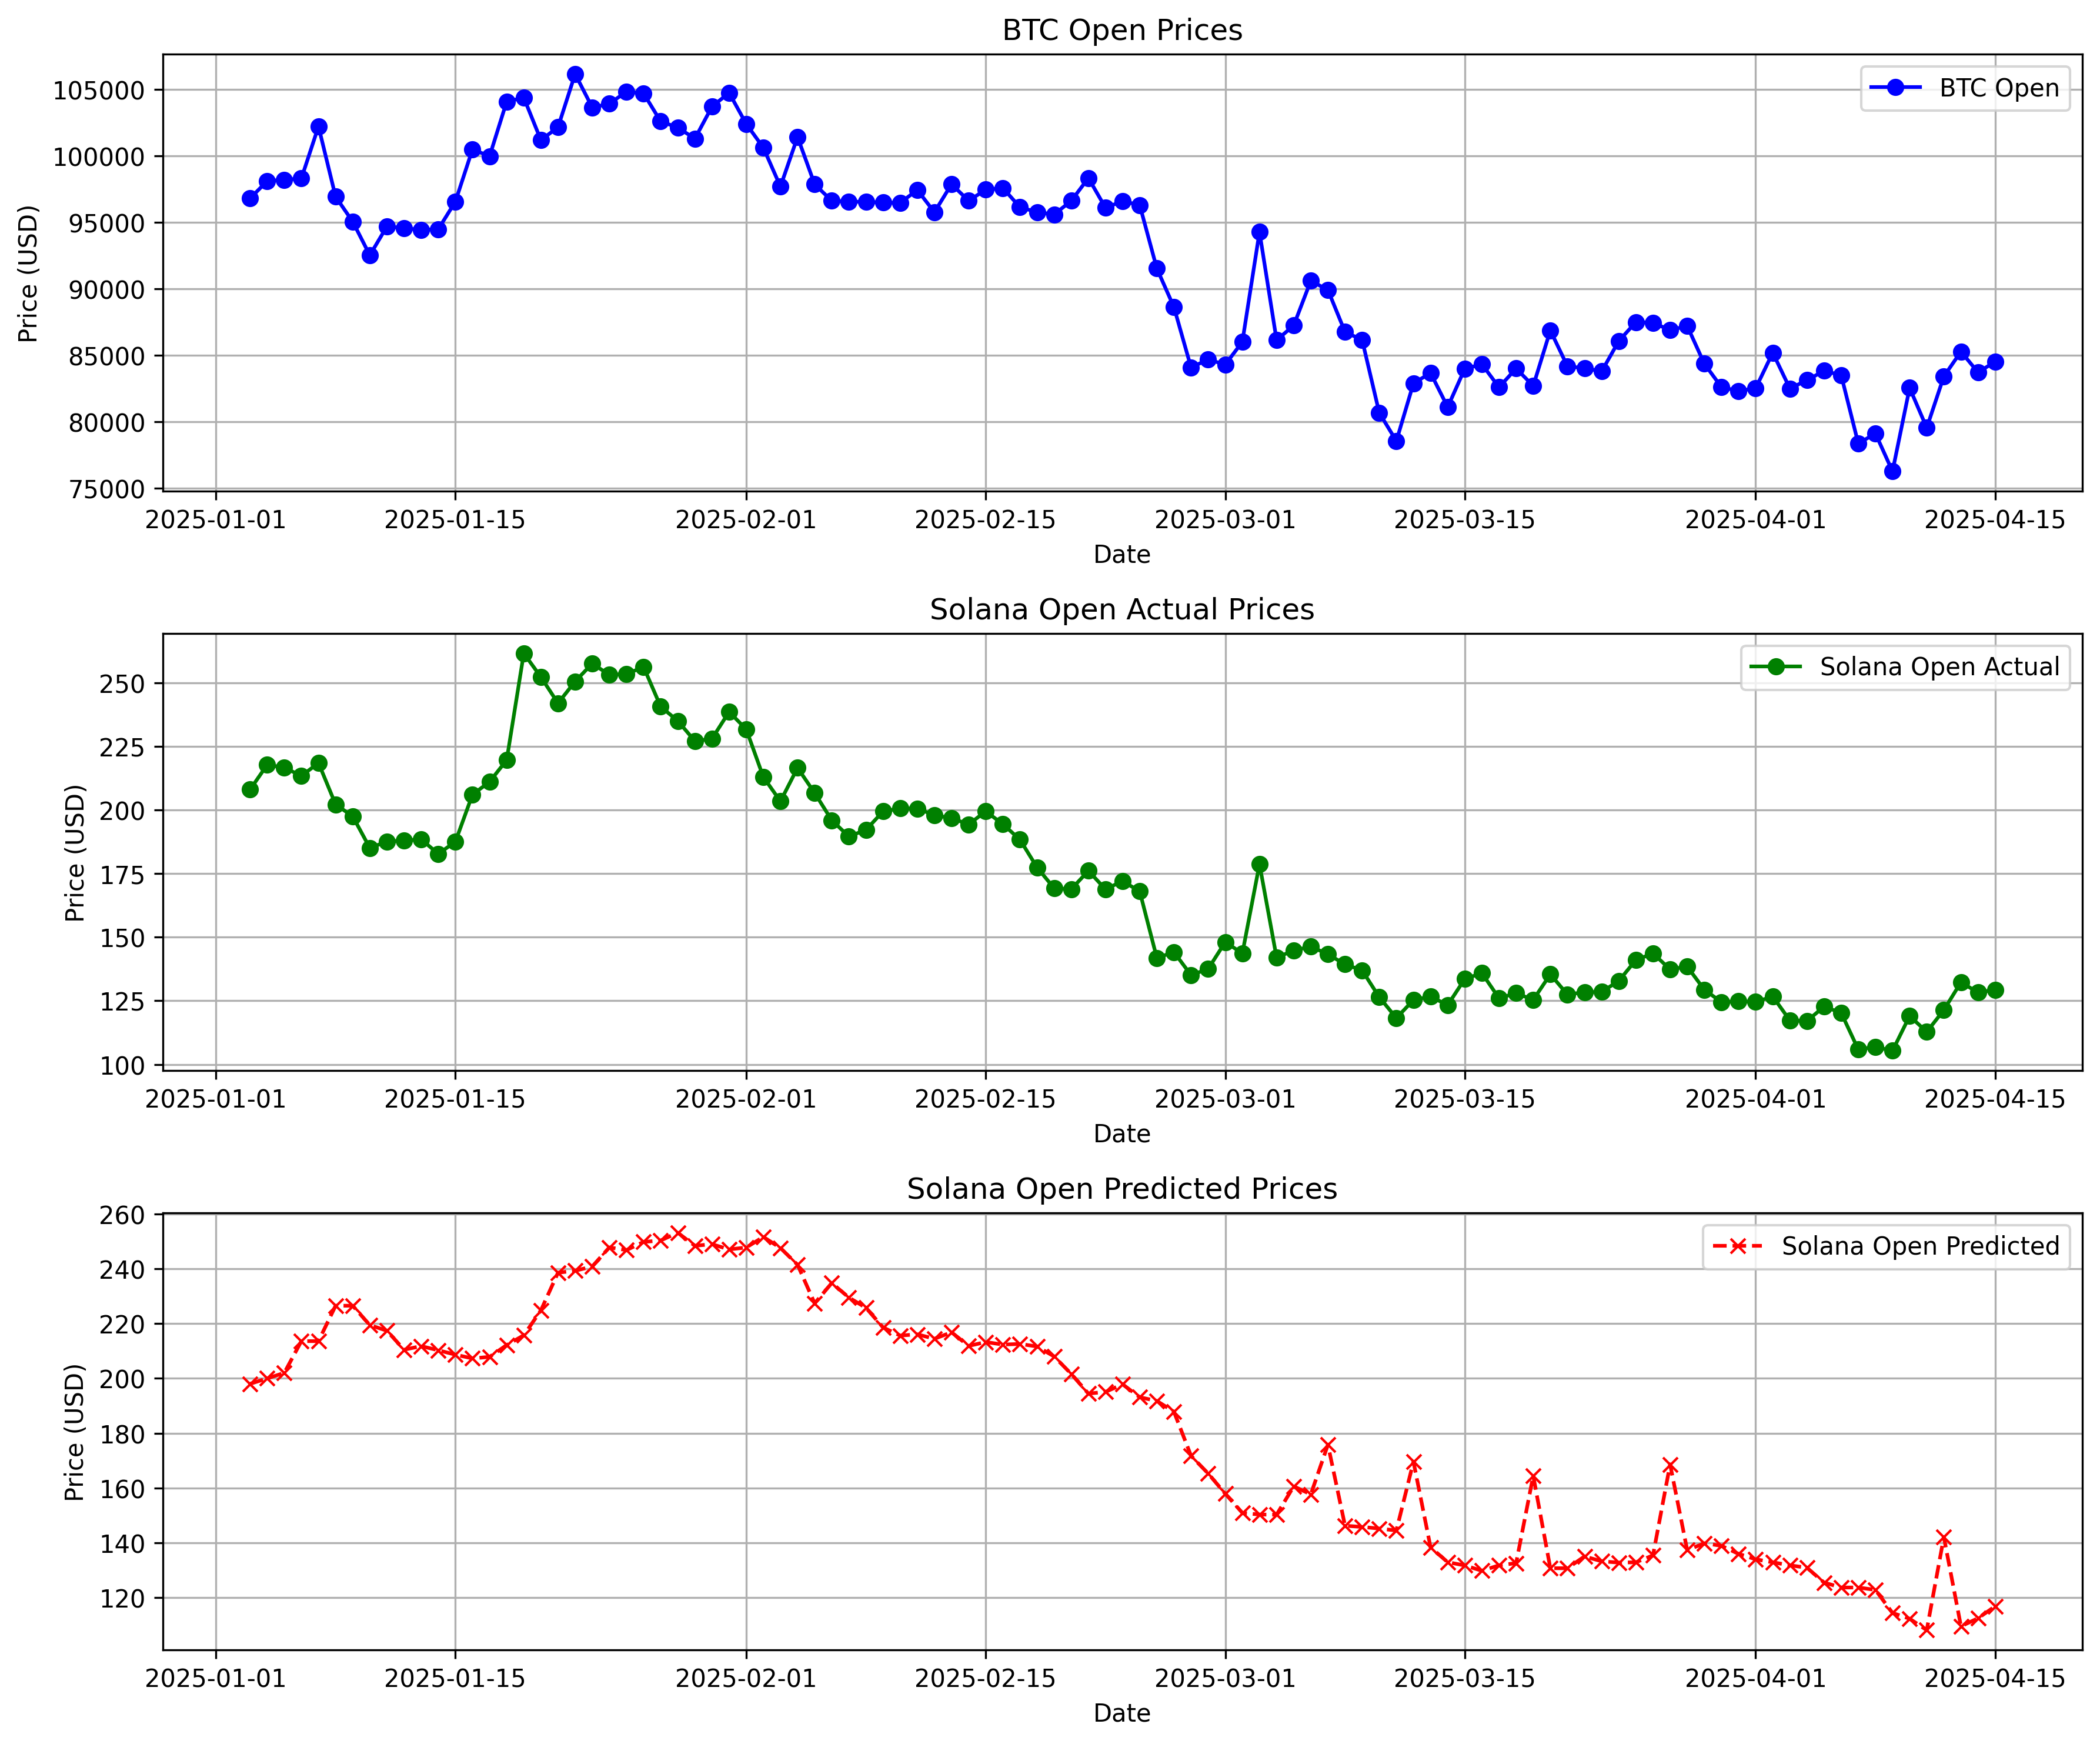 BTC Open Prices
BTC Open
Price (USD)
105000
100000
95000
90000
85000
80000
75000
2025-01-01 2025-01-15 2025-02-01 2025-02-15 2025-03-01 2025-03-15 2025-04-01 2025-04-15
Date
Solana Open Actual Prices
Solana Open Actual
Price (USD)
250
225
200
175
150
125
100
2025-01-01 2025-01-15 2025-02-01 2025-02-15 2025-03-01 2025-03-15 2025-04-01 2025-04-15
Date
Solana Open Predicted Prices
Solana Open Predicted
Price (USD)
260
240
220
200
180
160
140
120
2025-01-01 2025-01-15 2025-02-01 2025-02-15 2025-03-01 2025-03-15 2025-04-01 2025-04-15
Date